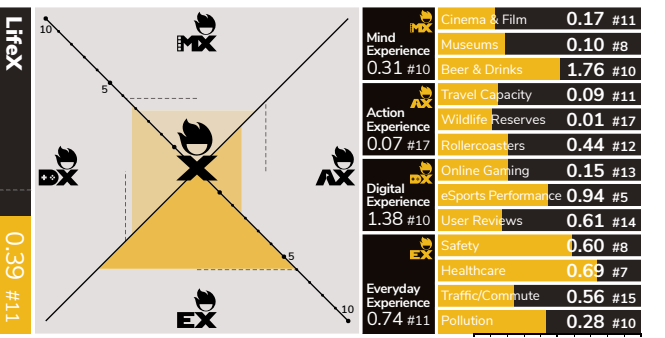 LifeX
0.39 #11
10
5
MX
DX
X
AX
5
10
EX
MX
Mind
Experience
0.31 #10
AX
Action
Experience
0.07 #17
DX
Digital
Experience
1.38 #10
EX
Everyday
Experience
0.74 #11
Cinema & Film 0.17 #11
Museums 0.10 #8
Beer & Drinks 1.76 #10
Travel Capacity 0.09 #11
Wildlife Reserves 0.01 #17
Rollercoasters 0.44 #12
Online Gaming 0.15 #13
eSports Performance 0.94 #5
User Reviews 0.61 #14
Safety 0.60 #8
Healthcare 0.69 #7
Traffic/Commute 0.56 #15
Pollution 0.28 #10